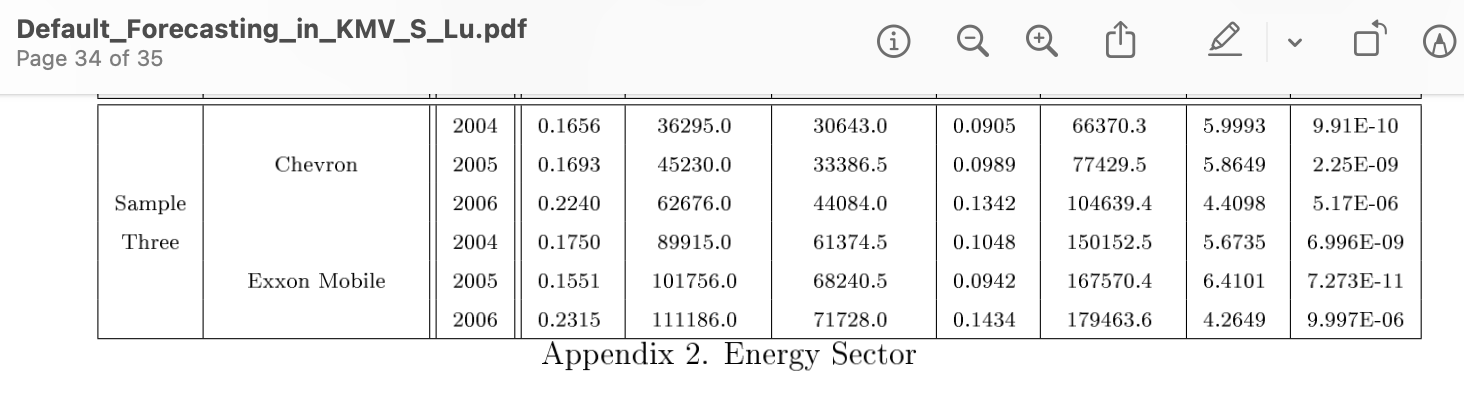 Default_Forecasting_in_KMV_S_Lu.pdf
Page 34 of 35
2004 0.1656 36295.0 30643.0 0.0905 66370.3 5.9993 9.91E-10
Chevron 2005 0.1693 45230.0 33386.5 0.0989 77429.5 5.8649 2.25E-09
Sample 2006 0.2240 62676.0 44084.0 0.1342 104639.4 4.4098 5.17E-06
Three 2004 0.1750 89915.0 61374.5 0.1048 150152.5 5.6735 6.996E-09
Exxon Mobile 2005 0.1551 101756.0 68240.5 0.0942 167570.4 6.4101 7.273E-11
2006 0.2315 111186.0 71728.0 0.1434 179463.6 4.2649 9.997E-06
Appendix 2. Energy Sector